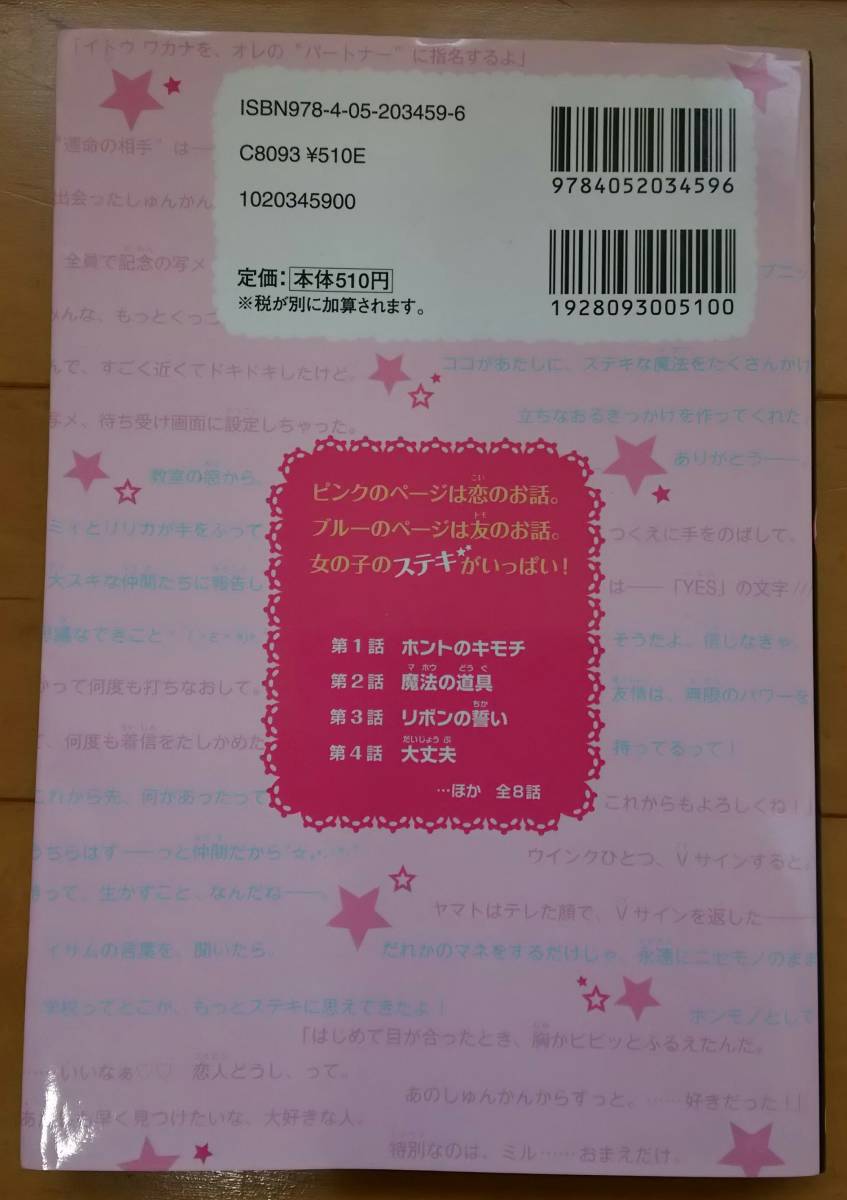 「イトウ ワカナを、オレの“パートナー”に指名するよ」
ISBN978-4-05-203459-6
C8093 ¥510E
1020345900
9784052034596
1928093005100
定価：本体510円
※税が別に加算されます。
“運命の相手”は—
出会ったしゅんかん
全員で記念の写メ
みんな、もっとくっつ
んで、すごく近くてドキドキしたけど。
ココがあたしに、ステキな魔法をたくさんかけ
写メ、待ち受け画面に設定しちゃった。
立ちなおるきっかけを作ってくれた。
ありがとう——。
教室の窓から。
ミィとリリカが手をふって
つくえに手をのばして、
大スキな仲間たちに報告し
は——「YES」の文字
なできごと
そうだよ、信じなきゃ。
かって何度も打ちなおして。
友情は、無限のパワーを
て、何度も着信をたしかめた
持ってるって！
これから先、何があったって
これからもよろしくね！」
うちらはずーーっと仲間だから
ウインクひとつ、Vサインすると。
って、生かすこと、なんだね——。
ヤマトはテレた顔で、Vサインを返した———
イサムの言葉を、聞いたら。
だれかのマネをするだけじゃ、永遠にニセモノのまま
学校ってとこが、もっとステキに思えてきたよ！
ホンモノとして
「はじめて目が合ったとき、胸がビビッとふるえたんだ。
……いいなぁ♡♡ 恋人どうし、って。
あのしゅんかんからずっと。……好きだった！」
も早く見つけたいな、大好きな人。
特別なのは、ミル……おまえだけ。
ピンクのページは恋のお話。
ブルーのページは友のお話。
女の子のステキがいっぱい！
第1話 ホントのキモチ
第2話 魔法の道具
第3話 リボンの誓い
第4話 大丈夫
…ほか 全8話